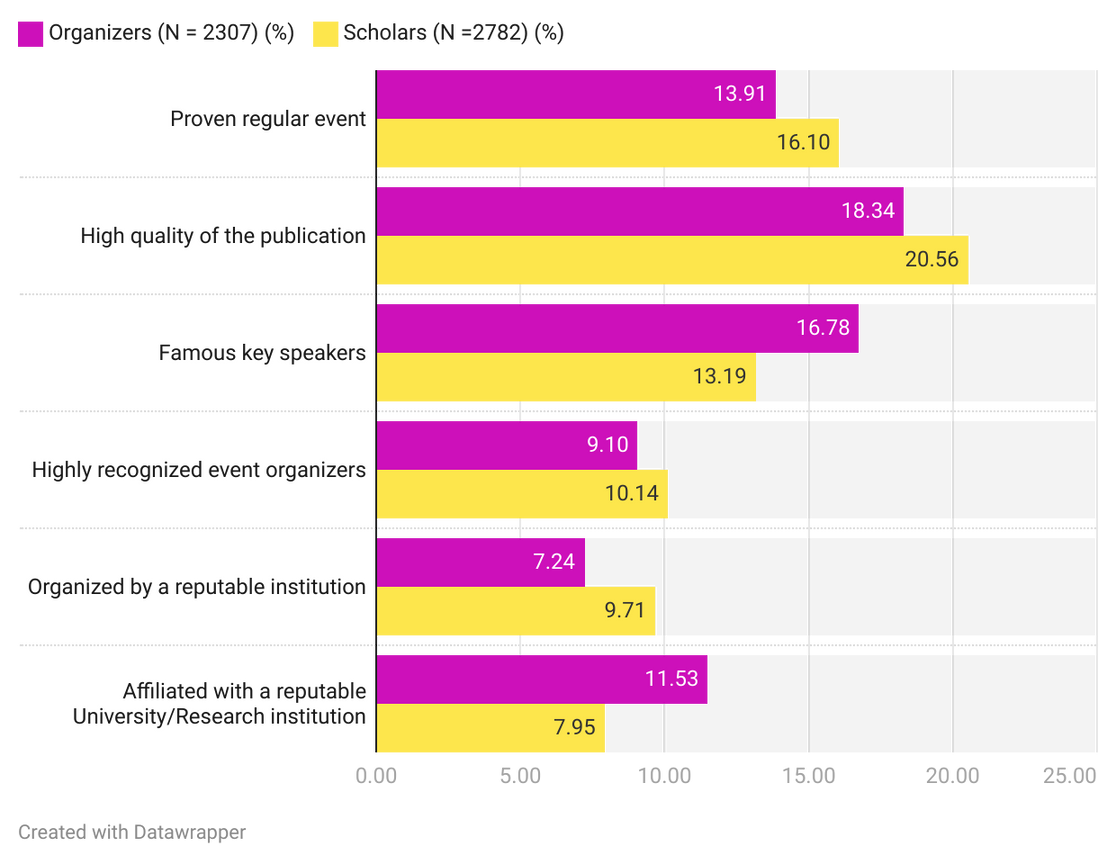 Organizers (N = 2307) (%) Scholars (N =2782) (%)
Proven regular event
13.91
16.10
High quality of the publication
18.34
20.56
Famous key speakers
16.78
13.19
Highly recognized event organizers
9.10
10.14
Organized by a reputable institution
7.24
9.71
Affiliated with a reputable
University/Research institution
11.53
7.95
0.00 5.00 10.00 15.00 20.00 25.00
Created with Datawrapper